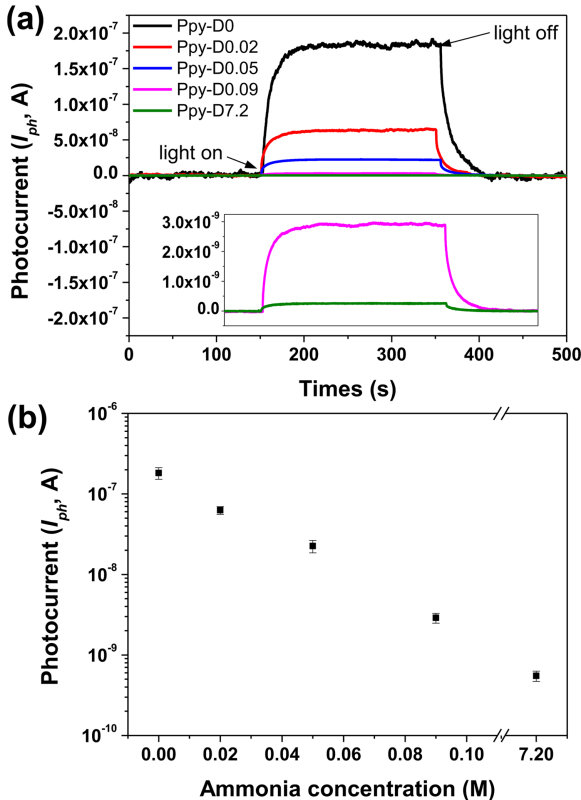 (a)
Ppy-D0
Ppy-D0.02
Ppy-D0.05
Ppy-D0.09
Ppy-D7.2
light off
light on
2.0x10⁻⁷
1.5x10⁻⁷
1.0x10⁻⁷
5.0x10⁻⁸
0.0
-5.0x10⁻⁸
-1.0x10⁻⁷
-1.5x10⁻⁷
-2.0x10⁻⁷
Photocurrent (Iₚₕ, A)
3.0x10⁻⁹
2.0x10⁻⁹
1.0x10⁻⁹
0.0
0 100 200 300 400 500
Times (s)
(b)
10⁻⁶
10⁻⁷
10⁻⁸
10⁻⁹
10⁻¹⁰
Photocurrent (Iₚₕ, A)
0.00 0.02 0.04 0.06 0.08 0.10 7.20
Ammonia concentration (M)